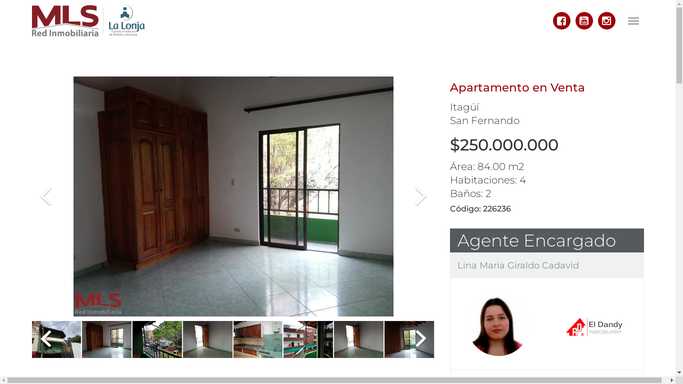 MLS
Red Inmobiliaria
La Lonja
Apartamento en Venta
Itagüí
San Fernando
$250.000.000
Área: 84.00 m2
Habitaciones: 4
Baños: 2
Código: 226236
Agente Encargado
Lina Maria Giraldo Cadavid
MLS
Red Inmobiliaria
El Dandy